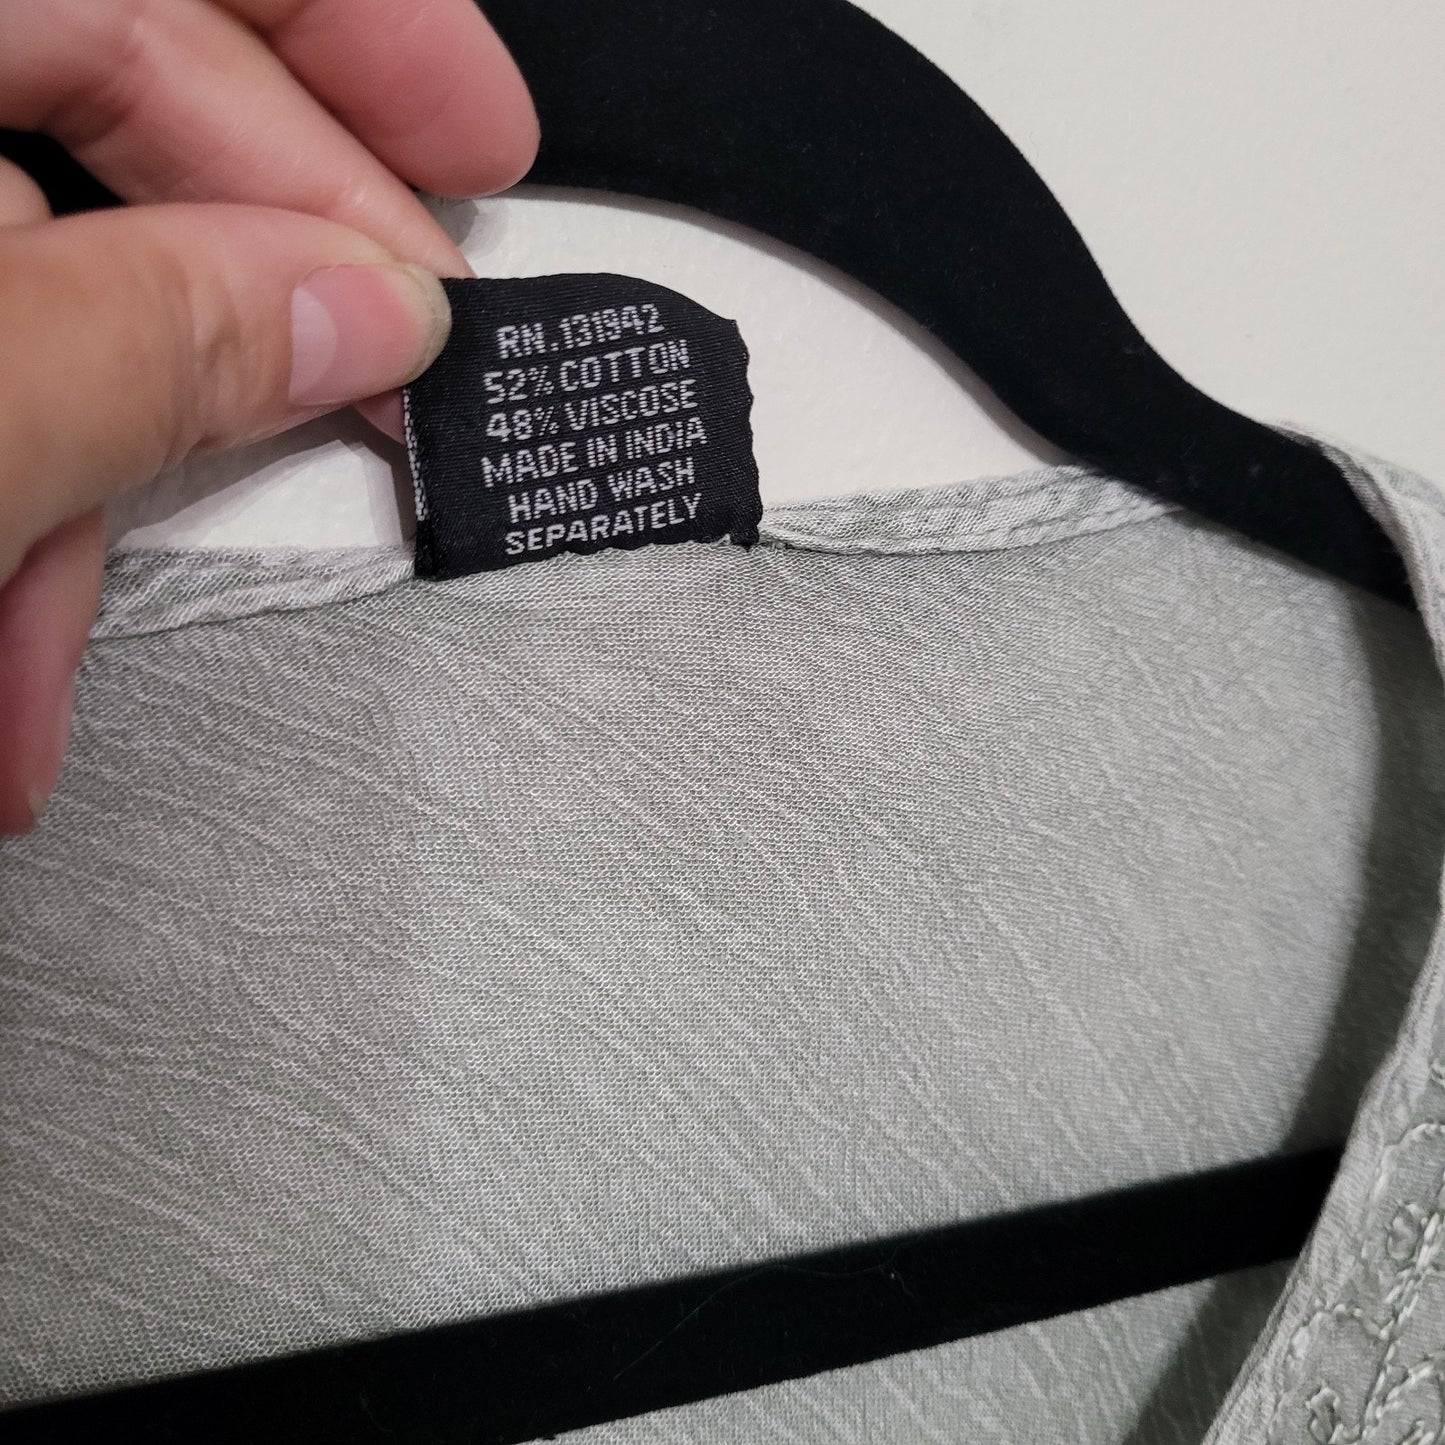 RN.131942
52% COTTON
48% VISCOSE
MADE IN INDIA
HAND WASH
SEPARATELY